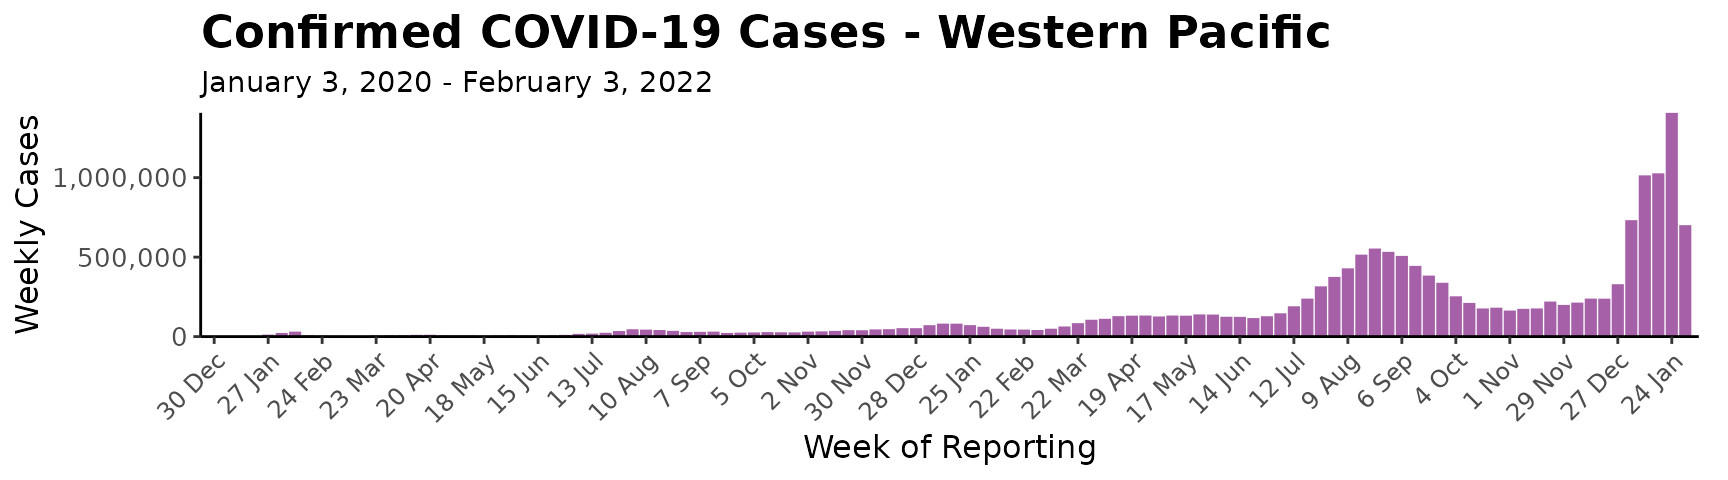 Confirmed COVID-19 Cases - Western Pacific
January 3, 2020 - February 3, 2022
Weekly Cases
1,000,000
500,000
0
30 Dec
27 Jan
24 Feb
23 Mar
20 Apr
18 May
15 Jun
13 Jul
10 Aug
7 Sep
5 Oct
2 Nov
30 Nov
28 Dec
25 Jan
22 Feb
22 Mar
19 Apr
17 May
14 Jun
12 Jul
9 Aug
6 Sep
4 Oct
1 Nov
29 Nov
27 Dec
24 Jan
Week of Reporting